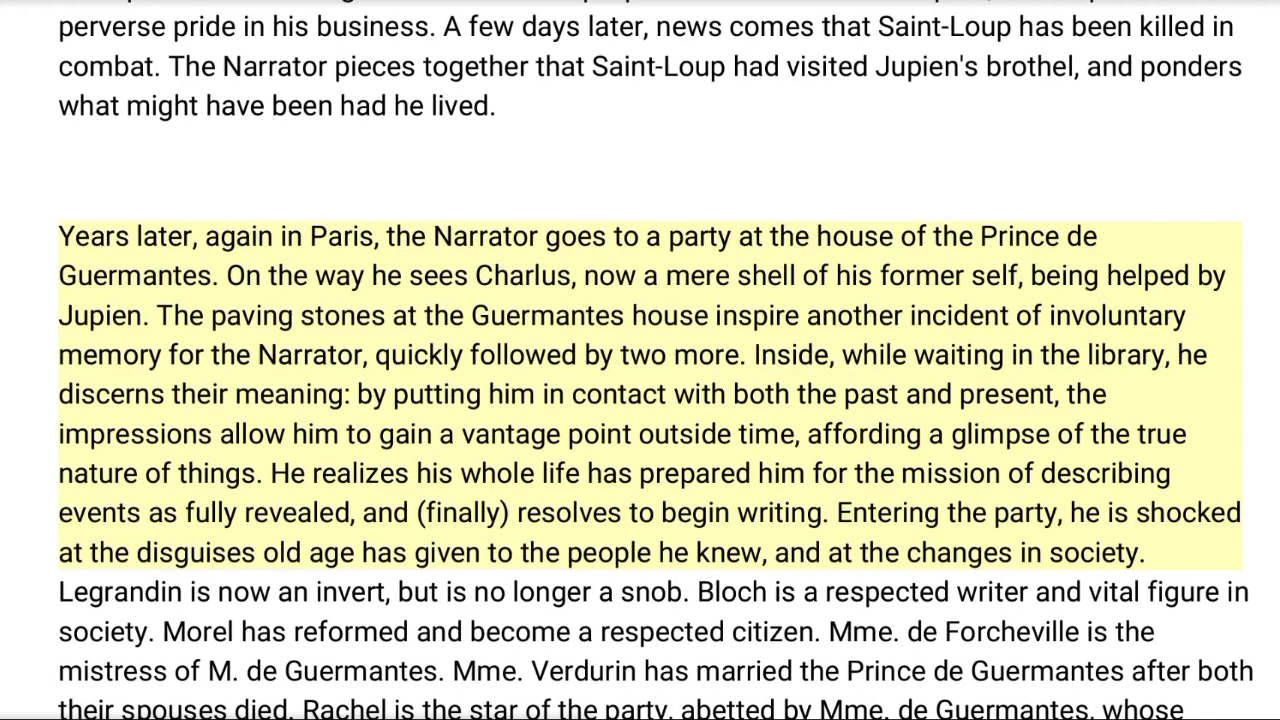 perverse pride in his business. A few days later, news comes that Saint-Loup has been killed in
combat. The Narrator pieces together that Saint-Loup had visited Jupien's brothel, and ponders
what might have been had he lived.
Years later, again in Paris, the Narrator goes to a party at the house of the Prince de
Guermantes. On the way he sees Charlus, now a mere shell of his former self, being helped by
Jupien. The paving stones at the Guermantes house inspire another incident of involuntary
memory for the Narrator, quickly followed by two more. Inside, while waiting in the library, he
discerns their meaning: by putting him in contact with both the past and present, the
impressions allow him to gain a vantage point outside time, affording a glimpse of the true
nature of things. He realizes his whole life has prepared him for the mission of describing
events as fully revealed, and (finally) resolves to begin writing. Entering the party, he is shocked
at the disguises old age has given to the people he knew, and at the changes in society.
Legrandin is now an invert, but is no longer a snob. Bloch is a respected writer and vital figure in
society. Morel has reformed and become a respected citizen. Mme. de Forcheville is the
mistress of M. de Guermantes. Mme. Verdurin has married the Prince de Guermantes after both
their spouses died. Rachel is the star of the party, abetted by Mme. de Guermantes, whose